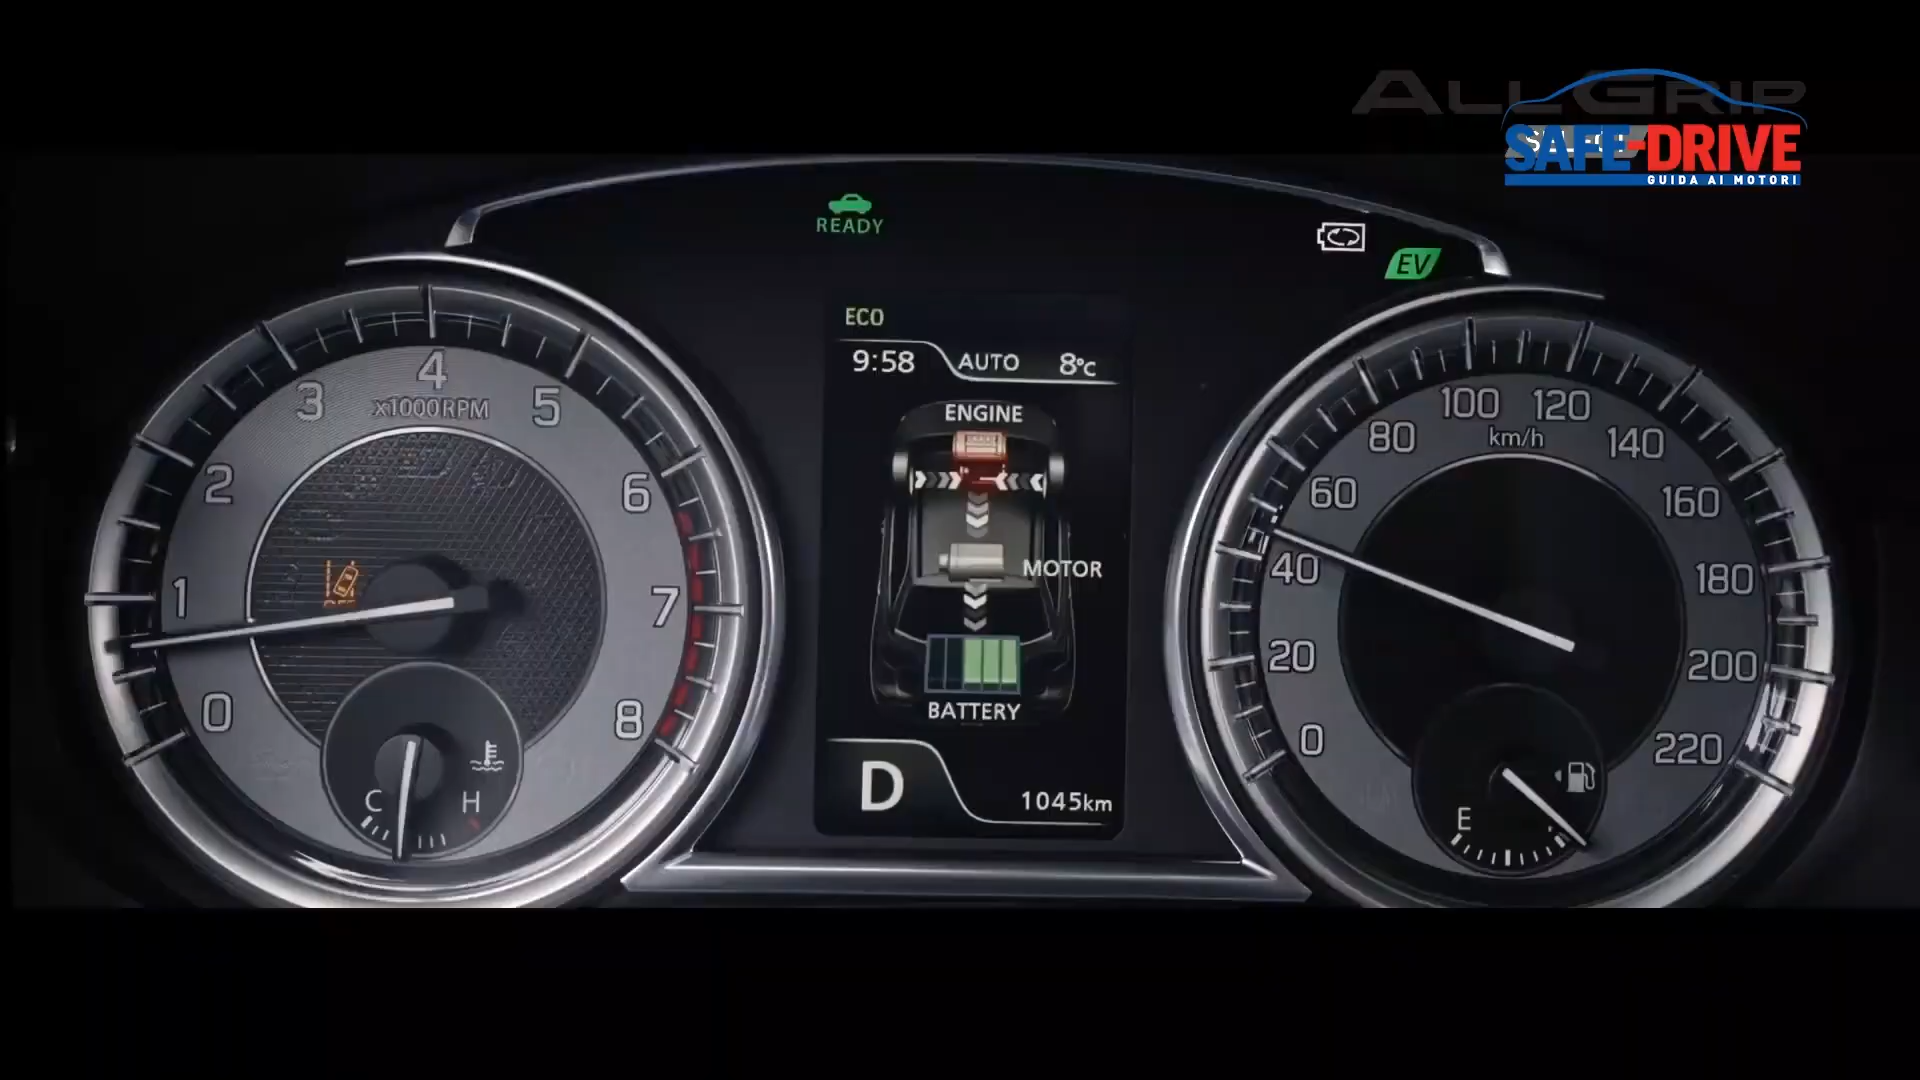 ALLGRIP
SAFE-DRIVE
GUIDA AI MOTORI
READY
EV
ECO
9:58 AUTO 8°C
ENGINE
MOTOR
BATTERY
D 1045km
0 1 2 3 4 5 6 7 8
x1000RPM
C H
0 20 40 60 80 100 120 140 160 180 200 220
km/h
E